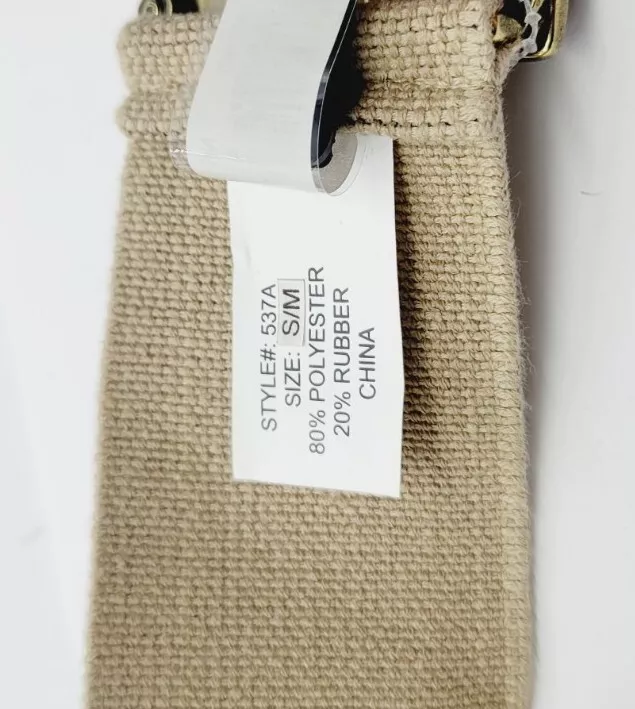 STYLE#: 537A
SIZE: S/M
80% POLYESTER
20% RUBBER
CHINA